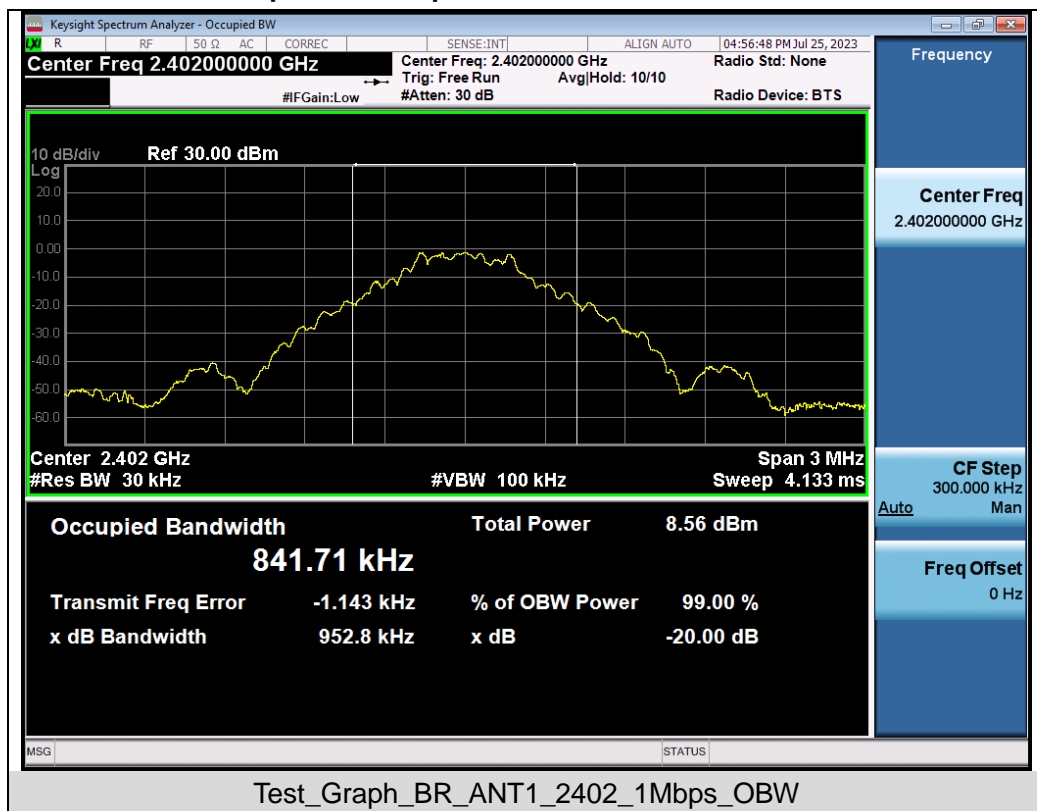 Keysight Spectrum Analyzer - Occupied BW
LXI R RF 50 Ω AC CORREC SENSE:INT ALIGN AUTO 04:56:48 PM Jul 25, 2023
Center Freq 2.402000000 GHz Center Freq: 2.402000000 GHz Radio Std: None
Trig: Free Run Avg|Hold: 10/10
#IFGain:Low #Atten: 30 dB Radio Device: BTS
Frequency
10 dB/div Ref 30.00 dBm
Log
20.0
10.0
0.00
-10.0
-20.0
-30.0
-40.0
-50.0
-60.0
Center Freq
2.402000000 GHz
Center 2.402 GHz Span 3 MHz
#Res BW 30 kHz #VBW 100 kHz Sweep 4.133 ms
CF Step
300.000 kHz
Auto Man
Occupied Bandwidth Total Power 8.56 dBm
841.71 kHz
Transmit Freq Error -1.143 kHz % of OBW Power 99.00 %
x dB Bandwidth 952.8 kHz x dB -20.00 dB
Freq Offset
0 Hz
MSG STATUS
Test_Graph_BR_ANT1_2402_1Mbps_OBW